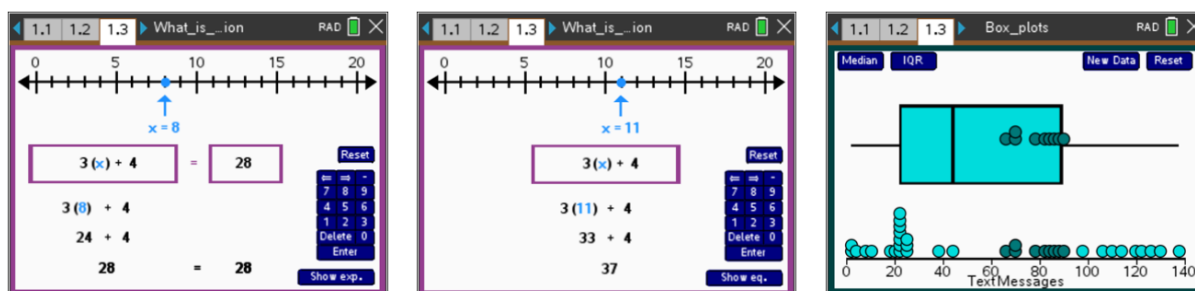 1.1 1.2 1.3 What_is_…ion RAD
0 5 10 15 20
x = 8
3(x) + 4 = 28
Reset
3(8) + 4
24 + 4
28 = 28
⇐ ⇒ -
7 8 9
4 5 6
1 2 3
Delete 0
Enter
Show exp.
1.1 1.2 1.3 What_is_…ion RAD
0 5 10 15 20
x = 11
3(x) + 4
Reset
3(11) + 4
33 + 4
37
⇐ ⇒ -
7 8 9
4 5 6
1 2 3
Delete 0
Enter
Show eq.
1.1 1.2 1.3 Box_plots RAD
Median IQR New Data Reset
0 20 40 60 80 100 120 140
TextMessages